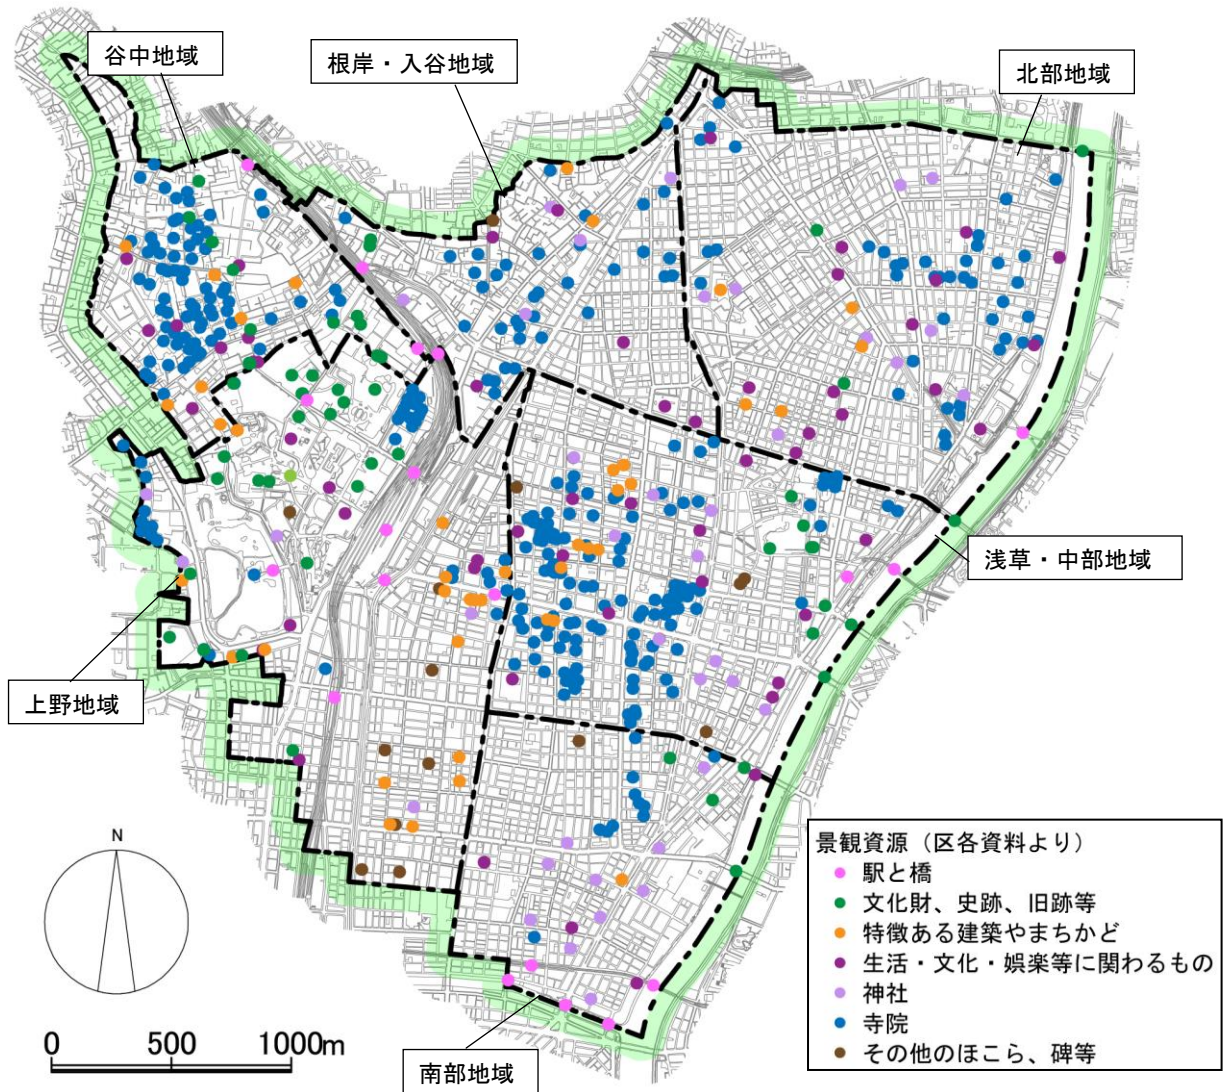 谷中地域
根岸・入谷地域
北部地域
浅草・中部地域
上野地域
南部地域
N
0 500 1000m
景観資源（区各資料より）
駅と橋
文化財、史跡、旧跡等
特徴ある建築やまちかど
生活・文化・娯楽等に関わるもの
神社
寺院
その他のほこら、碑等